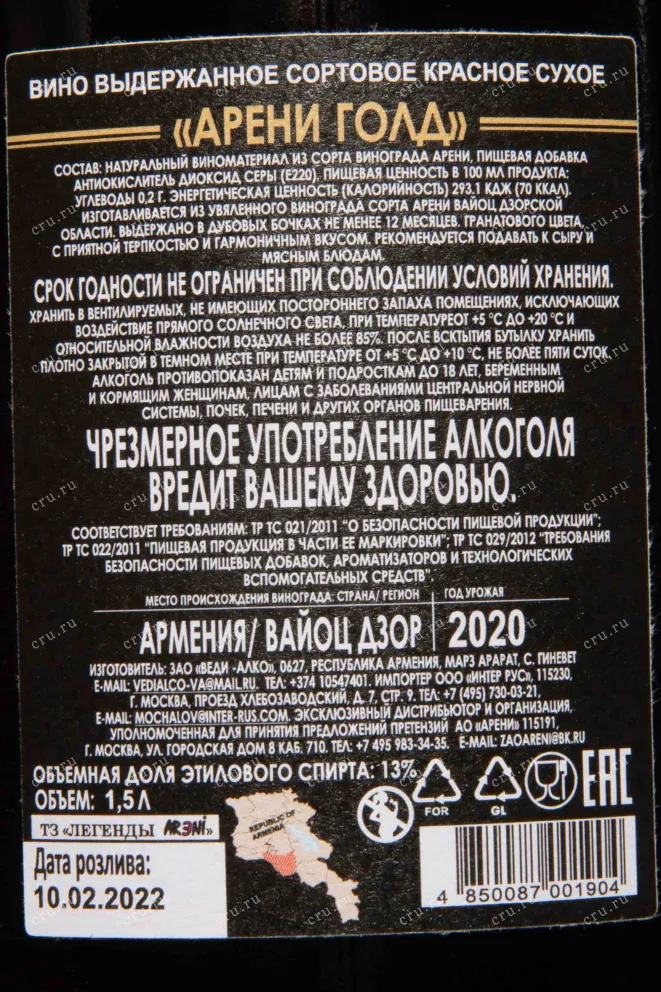 ВИНО ВЫДЕРЖАННОЕ СОРТОВОЕ КРАСНОЕ СУХОЕ
«АРЕНИ ГОЛД»
СОСТАВ: НАТУРАЛЬНЫЙ ВИНОМАТЕРИАЛ ИЗ СОРТА ВИНОГРАДА АРЕНИ, ПИЩЕВАЯ ДОБАВКА
АНТИОКИСЛИТЕЛЬ ДИОКСИД СЕРЫ (Е220). ПИЩЕВАЯ ЦЕННОСТЬ В 100 МЛ ПРОДУКТА:
УГЛЕВОДЫ 0,2 Г. ЭНЕРГЕТИЧЕСКАЯ ЦЕННОСТЬ (КАЛОРИЙНОСТЬ) 293.1 КДЖ (70 ККАЛ).
ИЗГОТАВЛИВАЕТСЯ ИЗ УВЯЛЕННОГО ВИНОГРАДА СОРТА АРЕНИ ВАЙОЦ ДЗОРСКОЙ
ОБЛАСТИ. ВЫДЕРЖАНО В ДУБОВЫХ БОЧКАХ НЕ МЕНЕЕ 12 МЕСЯЦЕВ. ГРАНАТОВОГО ЦВЕТА,
С ПРИЯТНОЙ ТЕРПКОСТЬЮ И ГАРМОНИЧНЫМ ВКУСОМ. РЕКОМЕНДУЕТСЯ ПОДАВАТЬ К СЫРУ И
МЯСНЫМ БЛЮДАМ.
СРОК ГОДНОСТИ НЕ ОГРАНИЧЕН ПРИ СОБЛЮДЕНИИ УСЛОВИЙ ХРАНЕНИЯ.
ХРАНИТЬ В ВЕНТИЛИРУЕМЫХ, НЕ ИМЕЮЩИХ ПОСТОРОННЕГО ЗАПАХА ПОМЕЩЕНИЯХ, ИСКЛЮЧАЮЩИХ
ВОЗДЕЙСТВИЕ ПРЯМОГО СОЛНЕЧНОГО СВЕТА, ПРИ ТЕМПЕРАТУРЕОТ +5 °С ДО +20 °С И
ОТНОСИТЕЛЬНОЙ ВЛАЖНОСТИ ВОЗДУХА НЕ БОЛЕЕ 85%. ПОСЛЕ ВСКТЫТИЯ БУТЫЛКУ ХРАНИТЬ
ПЛОТНО ЗАКРЫТОЙ В ТЕМНОМ МЕСТЕ ПРИ ТЕМПЕРАТУРЕ ОТ +5 °С ДО +10 °С, НЕ БОЛЕЕ ПЯТИ СУТОК.
АЛКОГОЛЬ ПРОТИВОПОКАЗАН ДЕТЯМ И ПОДРОСТКАМ ДО 18 ЛЕТ, БЕРЕМЕННЫМ
И КОРМЯЩИМ ЖЕНЩИНАМ, ЛИЦАМ С ЗАБОЛЕВАНИЯМИ ЦЕНТРАЛЬНОЙ НЕРВНОЙ
СИСТЕМЫ, ПОЧЕК, ПЕЧЕНИ И ДРУГИХ ОРГАНОВ ПИЩЕВАРЕНИЯ.
ЧРЕЗМЕРНОЕ УПОТРЕБЛЕНИЕ АЛКОГОЛЯ
ВРЕДИТ ВАШЕМУ ЗДОРОВЬЮ.
СООТВЕТСТВУЕТ ТРЕБОВАНИЯМ: ТР ТС 021/2011 "О БЕЗОПАСНОСТИ ПИЩЕВОЙ ПРОДУКЦИИ";
ТР ТС 022/2011 "ПИЩЕВАЯ ПРОДУКЦИЯ В ЧАСТИ ЕЕ МАРКИРОВКИ"; ТР ТС 029/2012 "ТРЕБОВАНИЯ
БЕЗОПАСНОСТИ ПИЩЕВЫХ ДОБАВОК, АРОМАТИЗАТОРОВ И ТЕХНОЛОГИЧЕСКИХ
ВСПОМОГАТЕЛЬНЫХ СРЕДСТВ".
МЕСТО ПРОИСХОЖДЕНИЯ ВИНОГРАДА: СТРАНА/ РЕГИОН
ГОД УРОЖАЯ
АРМЕНИЯ/ ВАЙОЦ ДЗОР
2020
ИЗГОТОВИТЕЛЬ: ЗАО «ВЕДИ -АЛКО», 0627, РЕСПУБЛИКА АРМЕНИЯ, МАРЗ АРАРАТ, С. ГИНЕВЕТ
E-MAIL: VEDIALCO-VA@MAIL.RU. ТЕЛ: +374 10547401. ИМПОРТЕР ООО «ИНТЕР РУС», 115230,
Г. МОСКВА, ПРОЕЗД ХЛЕБОЗАВОДСКИЙ, Д. 7, СТР. 9. ТЕЛ: +7 (495) 730-03-21,
E-MAIL: MOCHALOV@INTER-RUS.COM. ЭКСКЛЮЗИВНЫЙ ДИСТРИБЬЮТОР И ОРГАНИЗАЦИЯ,
УПОЛНОМОЧЕННАЯ ДЛЯ ПРИНЯТИЯ ПРЕДЛОЖЕНИЙ ПРЕТЕНЗИЙ АО «АРЕНИ» 115191,
Г. МОСКВА, УЛ. ГОРОДСКАЯ ДОМ 8 КАБ. 710. ТЕЛ: +7 495 983-34-35. E-MAIL: ZAOARENI@BK.RU
ОБЪЕМНАЯ ДОЛЯ ЭТИЛОВОГО СПИРТА: 13%
ОБЪЕМ: 1,5 Л
FOR
GL
EAC
ТЗ «ЛЕГЕНДЫ ARENI»
REPUBLIC OF
ARMENIA
Дата розлива:
10.02.2022
4 850087 001904
cru.ru